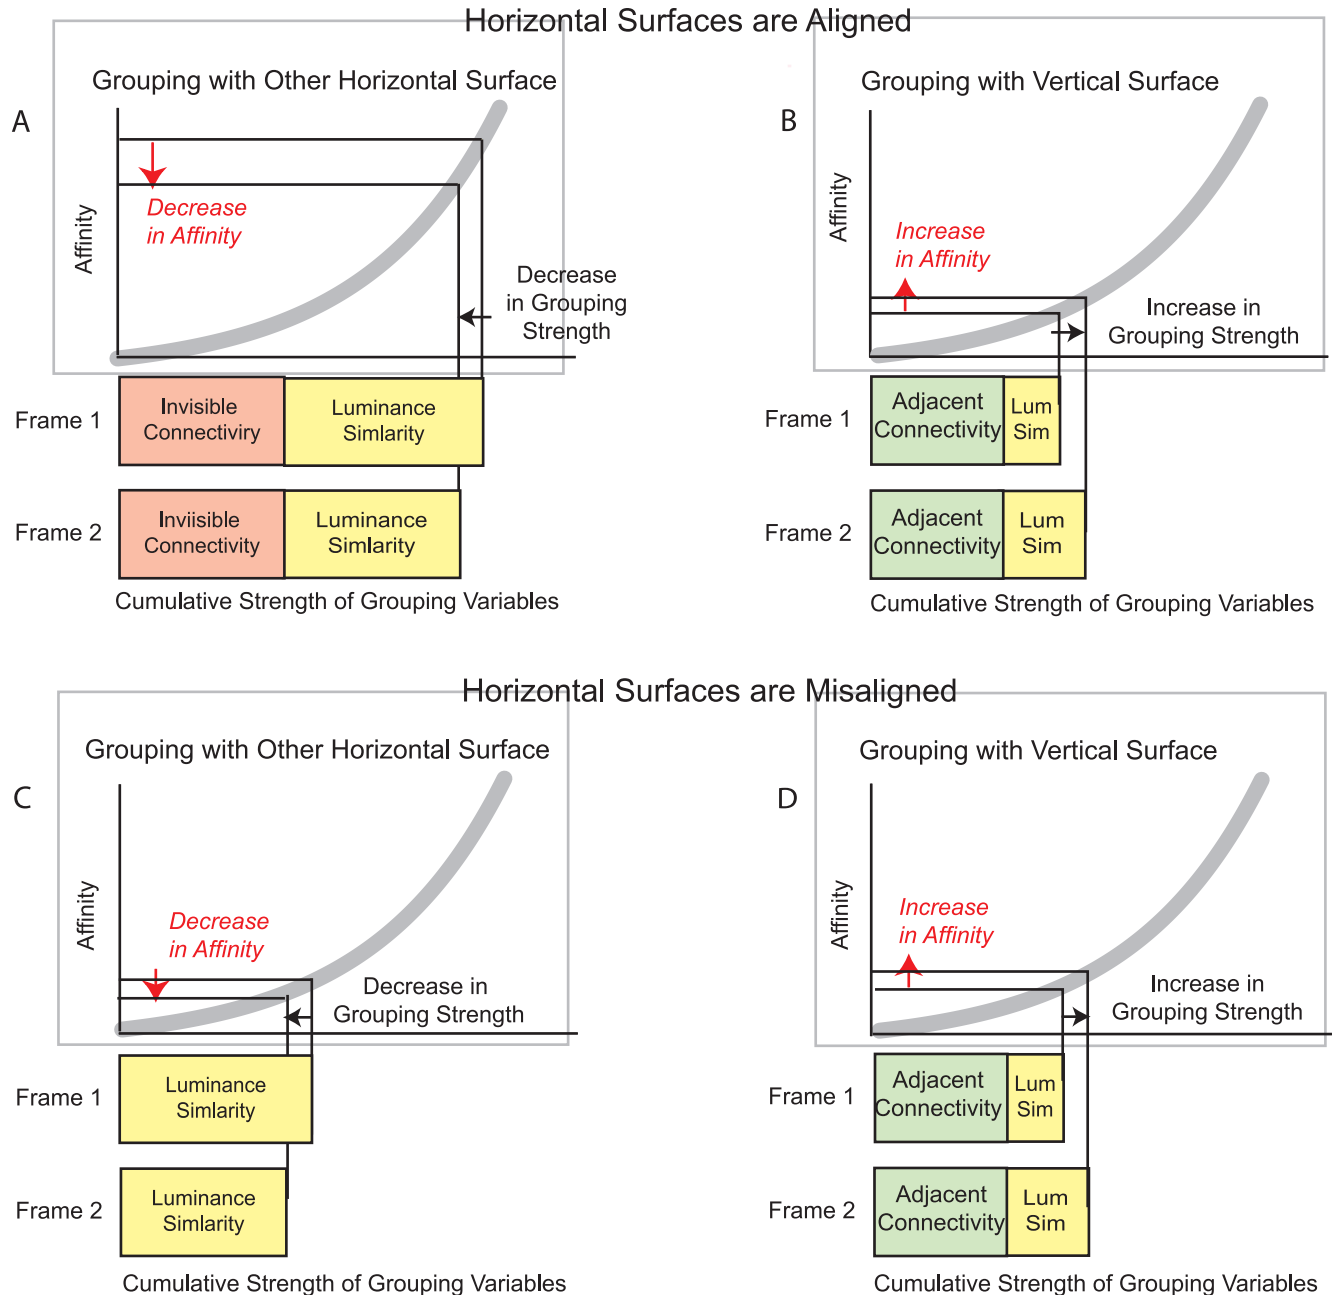 Horizontal Surfaces are Aligned
Grouping with Other Horizontal Surface
A
Affinity
Decrease
in Affinity
Decrease
in Grouping
Strength
Frame 1
Invisible
Connectiviry
Luminance
Simlarity
Frame 2
Inviisible
Connectivity
Luminance
Simlarity
Cumulative Strength of Grouping Variables
Grouping with Vertical Surface
B
Affinity
Increase
in Affinity
Increase in
Grouping Strength
Frame 1
Adjacent
Connectivity
Lum
Sim
Frame 2
Adjacent
Connectivity
Lum
Sim
Cumulative Strength of Grouping Variables
Horizontal Surfaces are Misaligned
Grouping with Other Horizontal Surface
C
Affinity
Decrease
in Affinity
Decrease in
Grouping Strength
Frame 1
Luminance
Simlarity
Frame 2
Luminance
Simlarity
Cumulative Strength of Grouping Variables
Grouping with Vertical Surface
D
Affinity
Increase
in Affinity
Increase in
Grouping Strength
Frame 1
Adjacent
Connectivity
Lum
Sim
Frame 2
Adjacent
Connectivity
Lum
Sim
Cumulative Strength of Grouping Variables